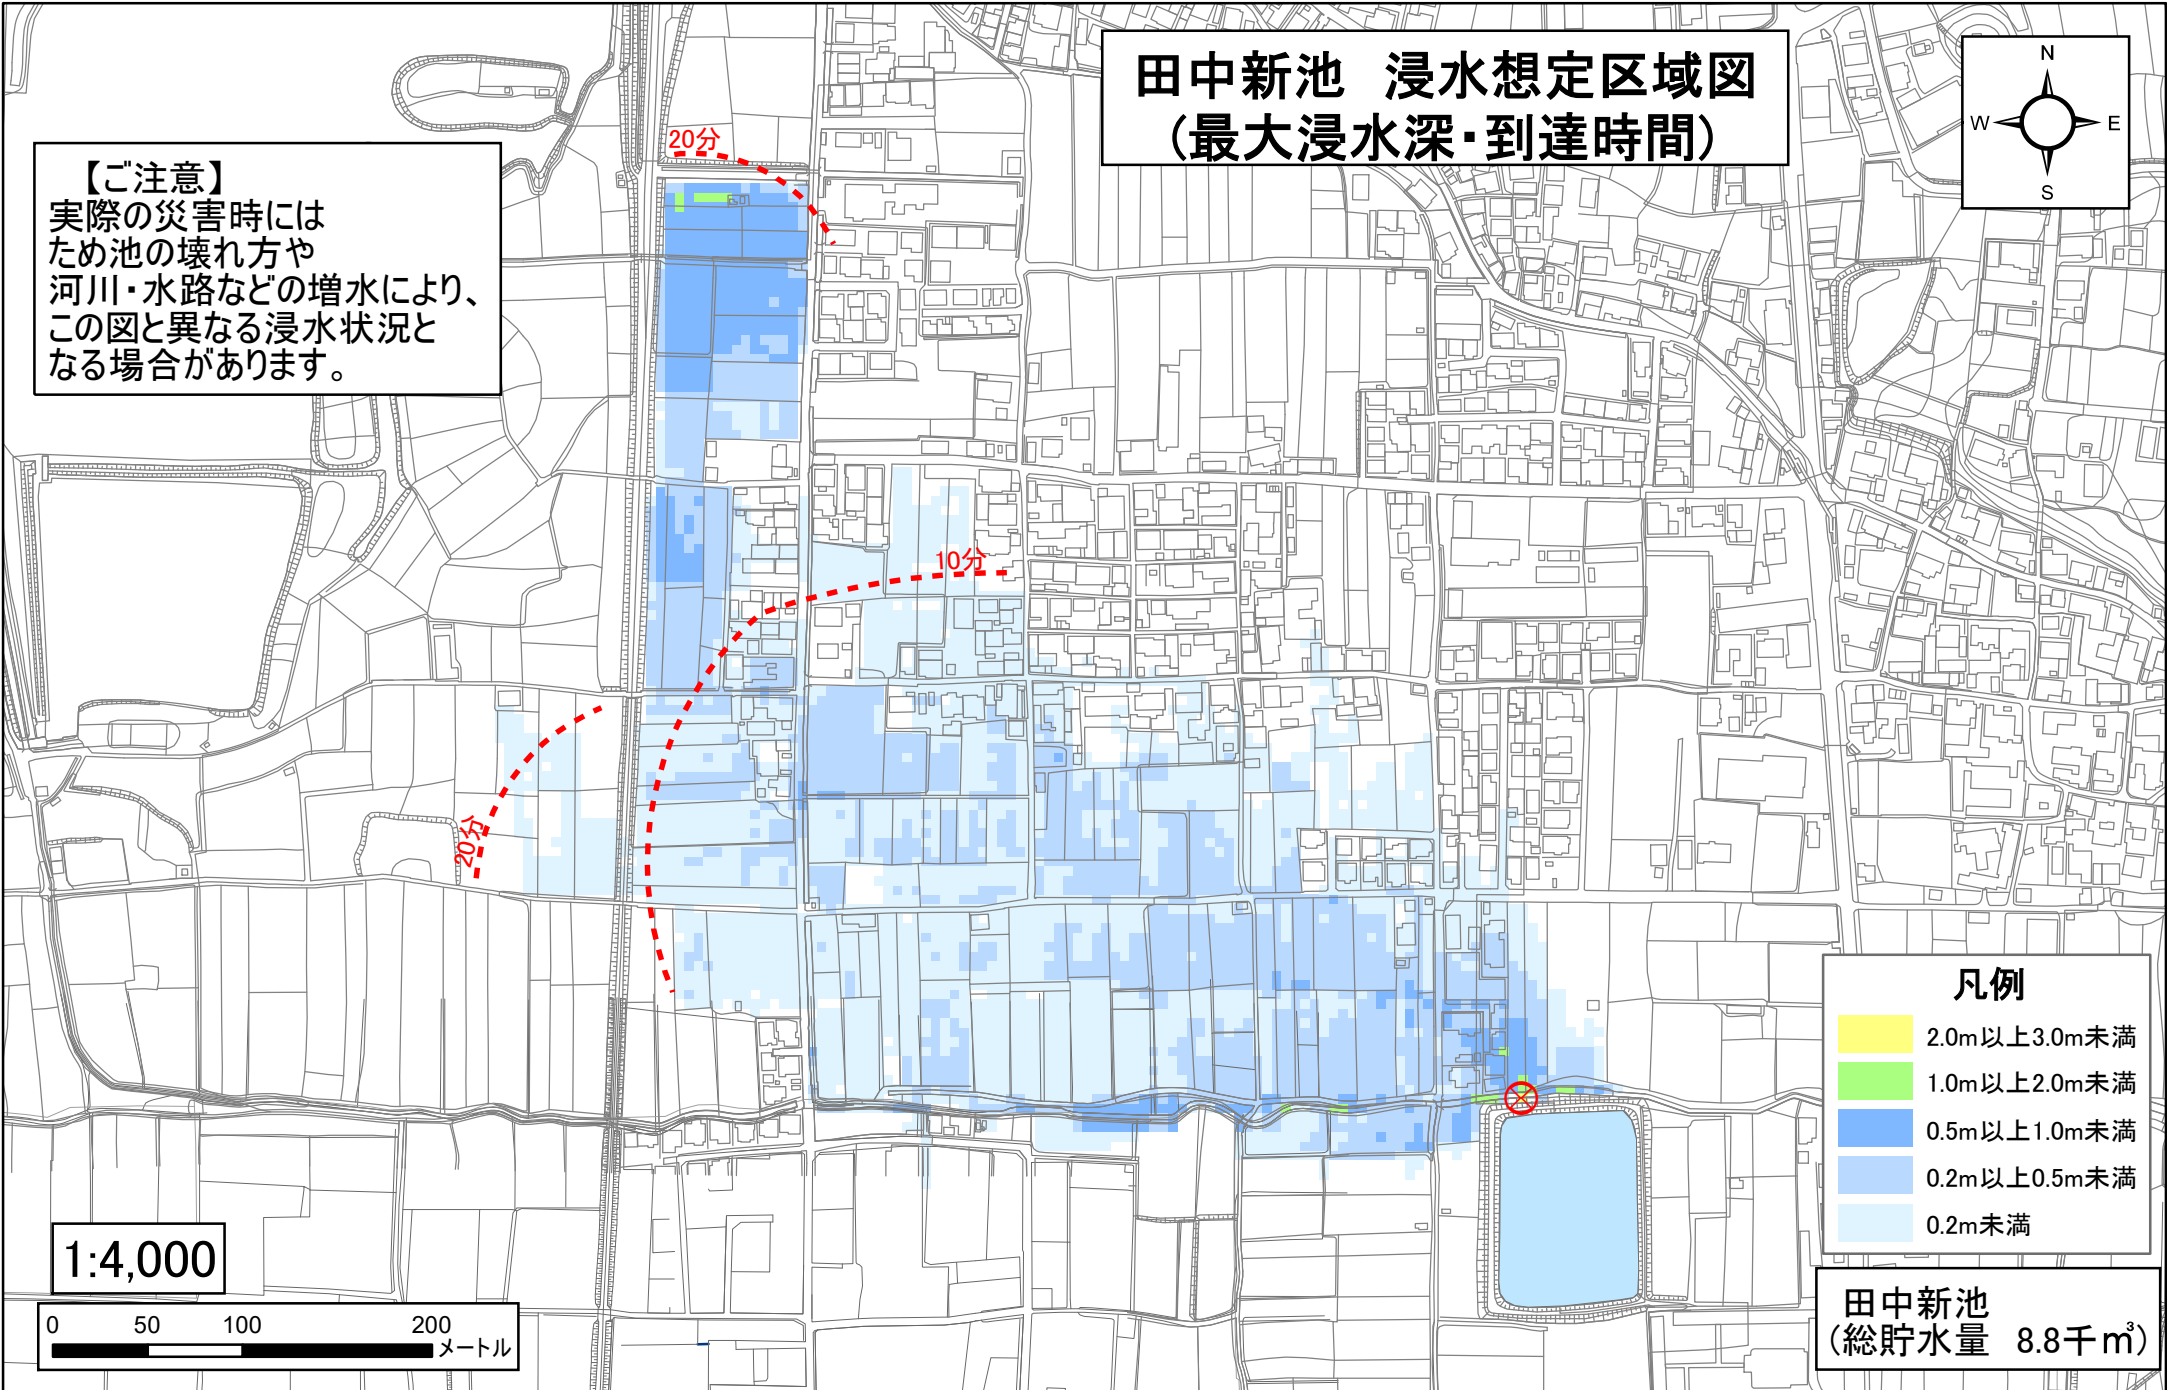 田中新池　浸水想定区域図
（最大浸水深・到達時間）
N
W
E
S
【ご注意】
実際の災害時には
ため池の壊れ方や
河川・水路などの増水により、
この図と異なる浸水状況と
なる場合があります。
20分
10分
20分
凡例
2.0m以上3.0m未満
1.0m以上2.0m未満
0.5m以上1.0m未満
0.2m以上0.5m未満
0.2m未満
1:4,000
0 50 100 200
メートル
田中新池
（総貯水量　8.8千㎥）